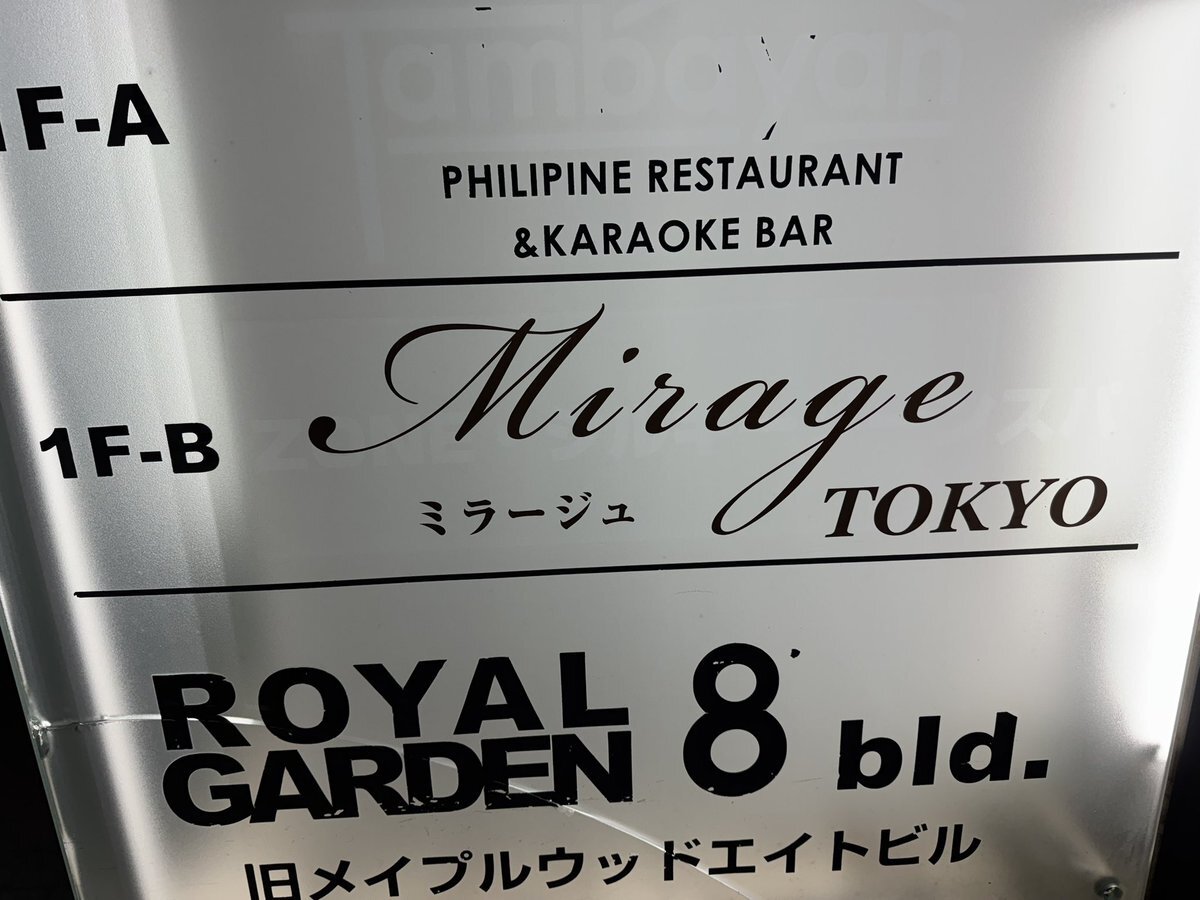 Tambayan
1F-A
PHILIPINE RESTAURANT
&KARAOKE BAR
Mirage
1F-B
ミラージュ TOKYO
ROYAL
GARDEN 8 bld.
旧メイプルウッドエイトビル